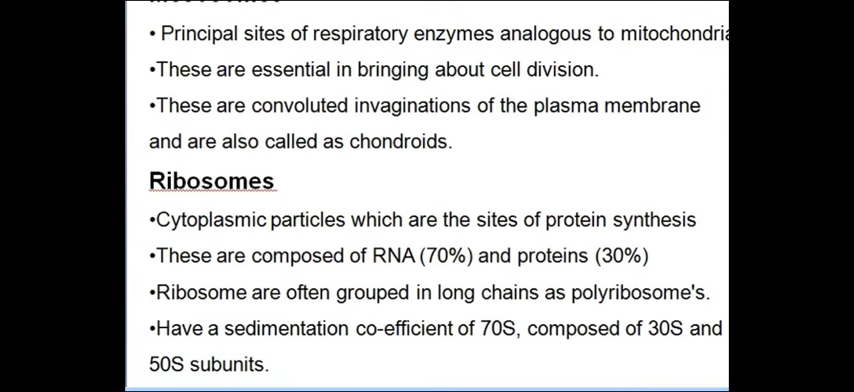 • Principal sites of respiratory enzymes analogous to mitochondria
•These are essential in bringing about cell division.
•These are convoluted invaginations of the plasma membrane
and are also called as chondroids.
Ribosomes
•Cytoplasmic particles which are the sites of protein synthesis
•These are composed of RNA (70%) and proteins (30%)
•Ribosome are often grouped in long chains as polyribosome's.
•Have a sedimentation co-efficient of 70S, composed of 30S and
50S subunits.